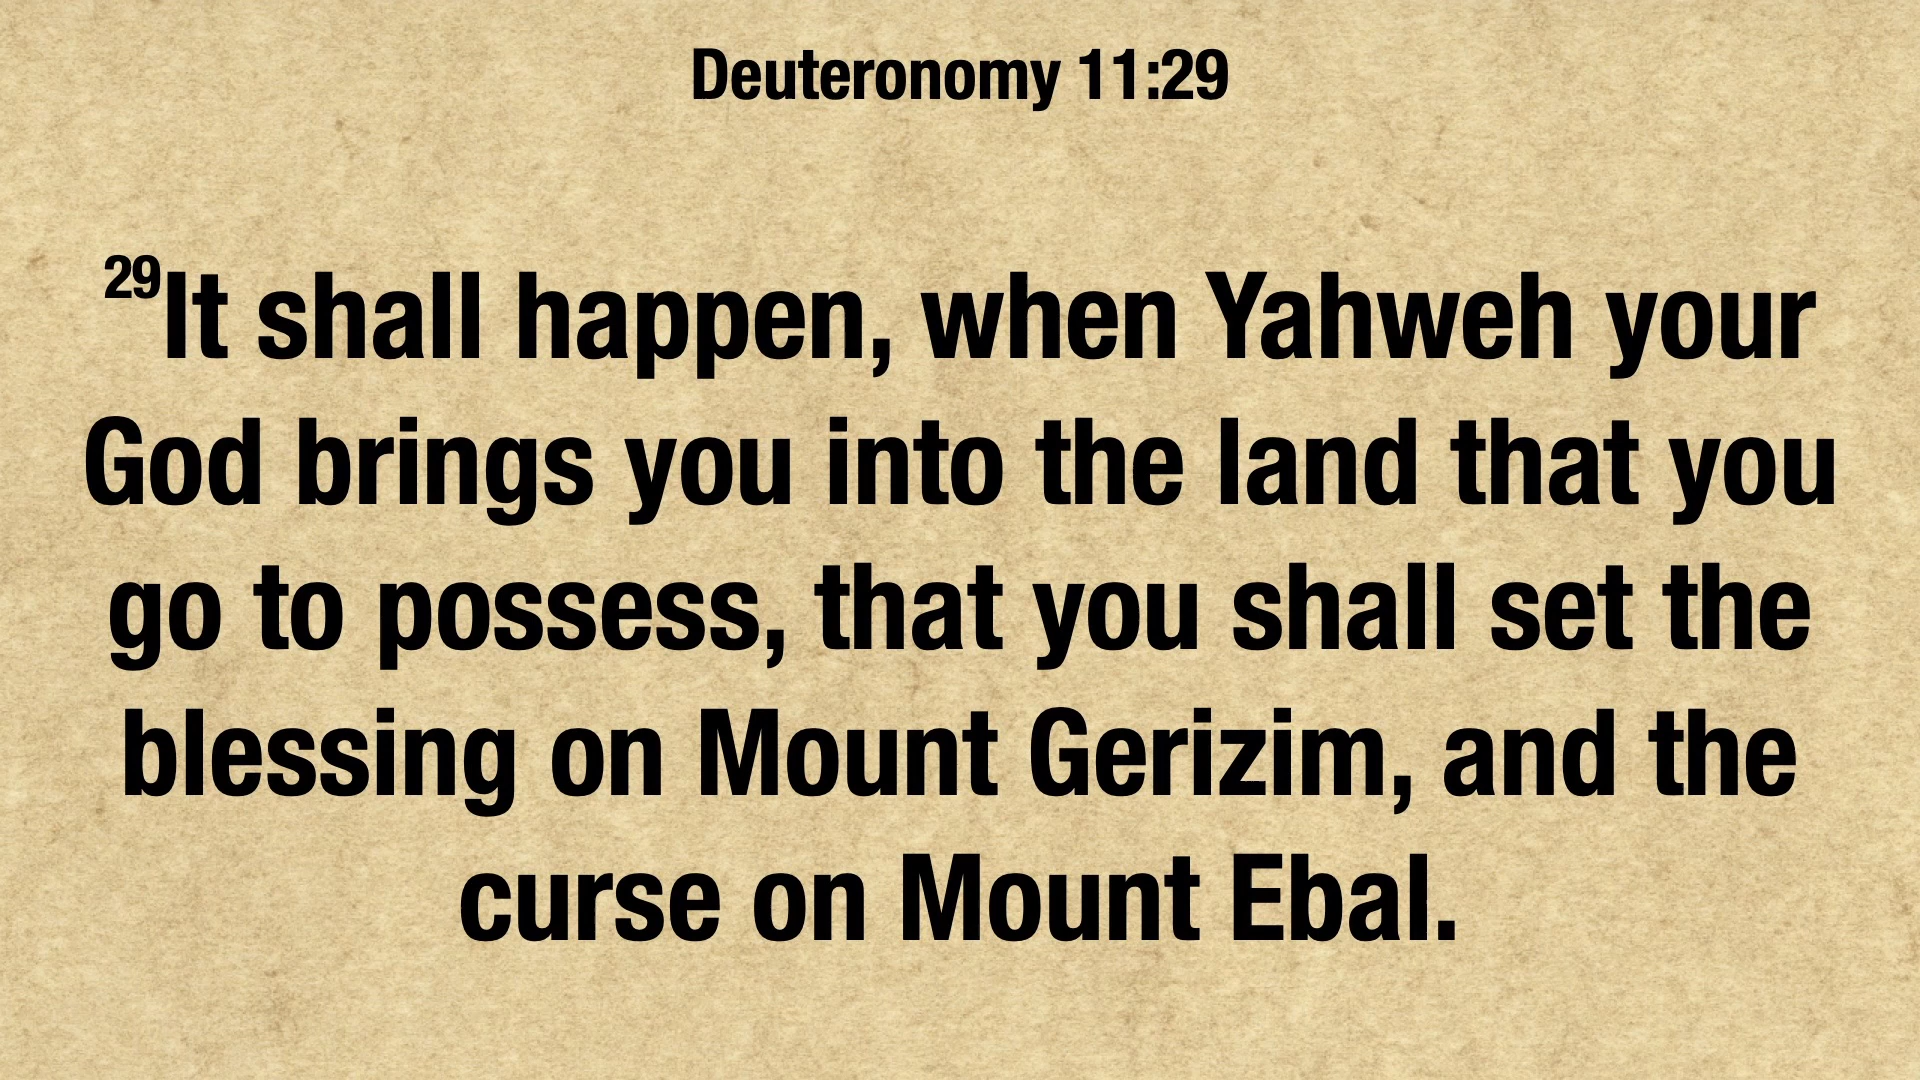 Deuteronomy 11:29
29It shall happen, when Yahweh your
God brings you into the land that you
go to possess, that you shall set the
blessing on Mount Gerizim, and the
curse on Mount Ebal.